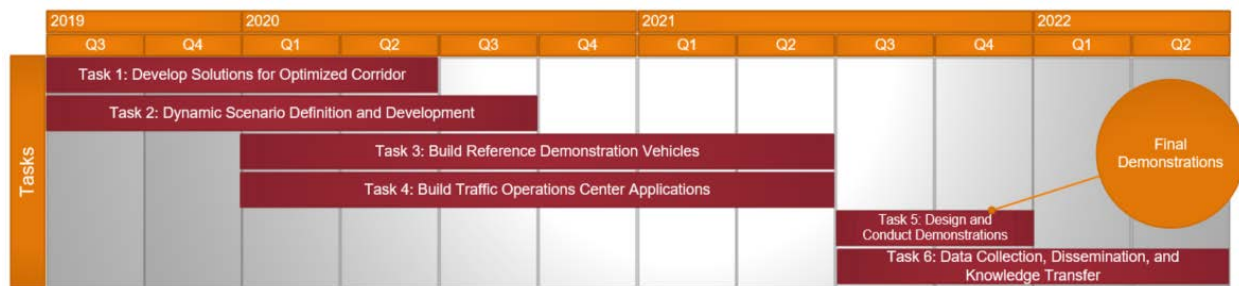 2019 2020 2021 2022
Q3 Q4 Q1 Q2 Q3 Q4 Q1 Q2 Q3 Q4 Q1 Q2
Tasks
Task 1: Develop Solutions for Optimized Corridor
Task 2: Dynamic Scenario Definition and Development
Task 3: Build Reference Demonstration Vehicles
Task 4: Build Traffic Operations Center Applications
Final
Demonstrations
Task 5: Design and
Conduct Demonstrations
Task 6: Data Collection, Dissemination, and
Knowledge Transfer